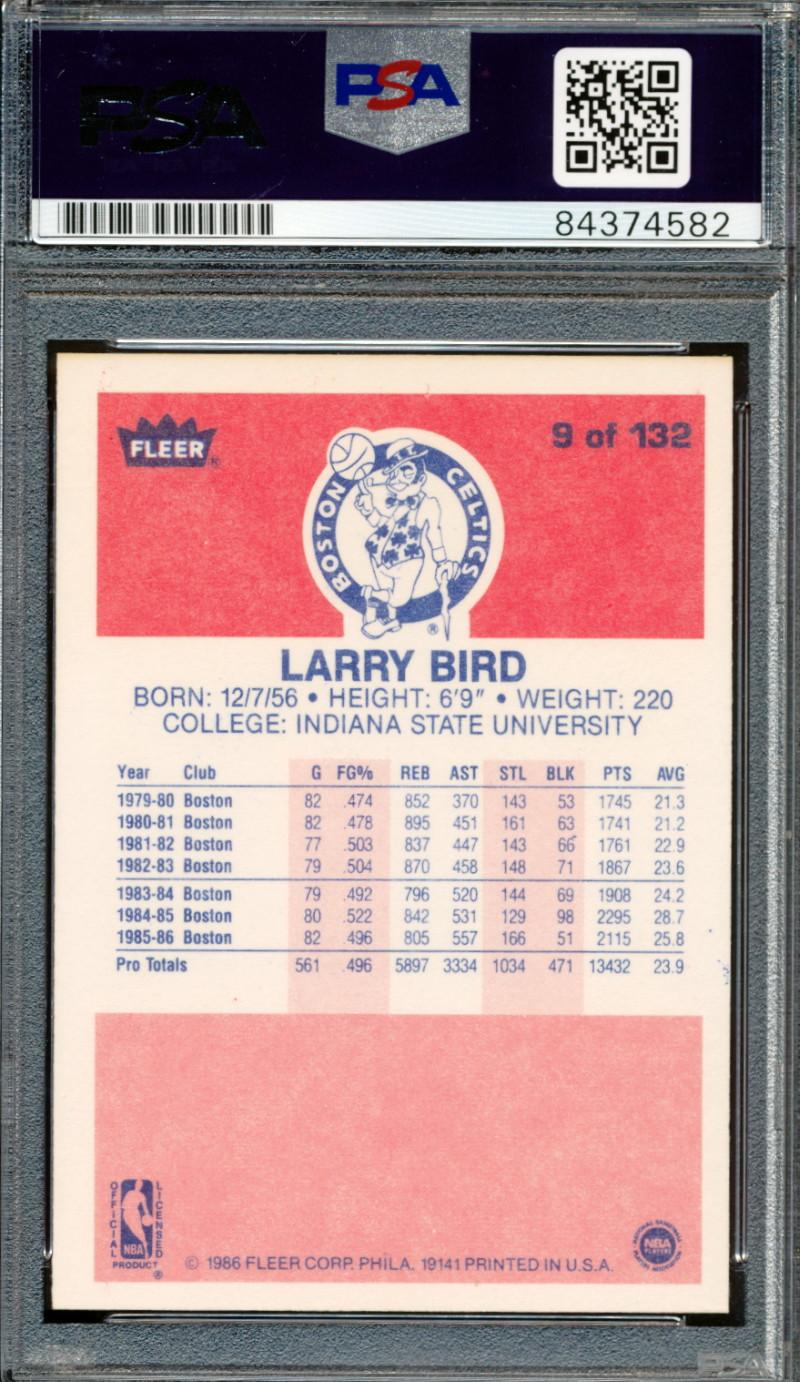 PSA PSA
84374582
FLEER® 9 of 132
BOSTON CELTICS
®
LARRY BIRD
BORN: 12/7/56 • HEIGHT: 6'9" • WEIGHT: 220
COLLEGE: INDIANA STATE UNIVERSITY
Year Club G FG% REB AST STL BLK PTS AVG
1979-80 Boston 82 .474 852 370 143 53 1745 21.3
1980-81 Boston 82 .478 895 451 161 63 1741 21.2
1981-82 Boston 77 .503 837 447 143 66 1761 22.9
1982-83 Boston 79 .504 870 458 148 71 1867 23.6
1983-84 Boston 79 .492 796 520 144 69 1908 24.2
1984-85 Boston 80 .522 842 531 129 98 2295 28.7
1985-86 Boston 82 .496 805 557 166 51 2115 25.8
Pro Totals 561 .496 5897 3334 1034 471 13432 23.9
OFFICIAL LICENSED
NBA
PRODUCT ®
© 1986 FLEER CORP. PHILA. 19141 PRINTED IN U.S.A.
NATIONAL BASKETBALL
NBA
PLAYERS
PLAYERS ASSOCIATION
PSA